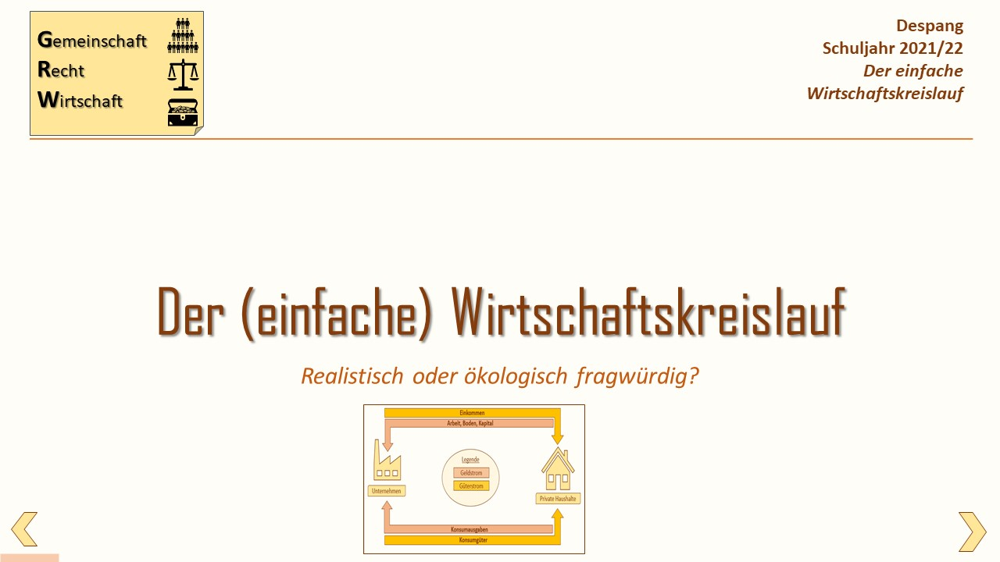 Gemeinschaft
Recht
Wirtschaft
Despang
Schuljahr 2021/22
Der einfache
Wirtschaftskreislauf
Der (einfache) Wirtschaftskreislauf
Realistisch oder ökologisch fragwürdig?
Einkommen
Arbeit, Boden, Kapital
Legende
Geldstrom
Güterstrom
Unternehmen
Private Haushalte
Konsumausgaben
Konsumgüter